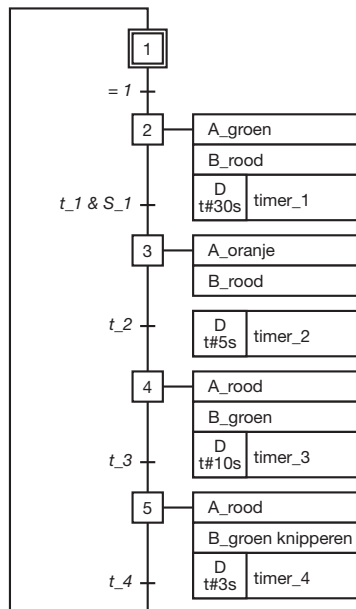 1
= 1
2
A_groen
B_rood
D
t#30s
timer_1
t_1 & S_1
3
A_oranje
B_rood
t_2
D
t#5s
timer_2
4
A_rood
B_groen
D
t#10s
timer_3
t_3
5
A_rood
B_groen knipperen
D
t#3s
timer_4
t_4